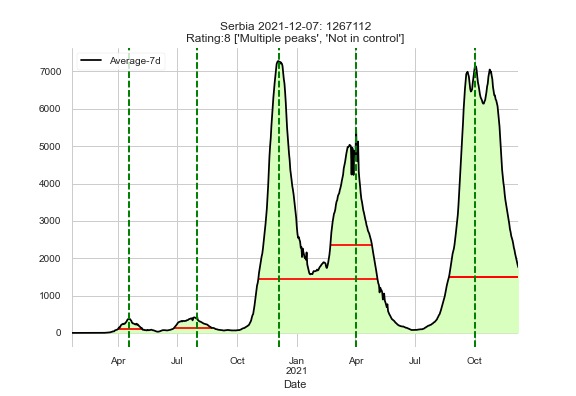 Serbia 2021-12-07: 1267112
Rating:8 ['Multiple peaks', 'Not in control']
Average-7d
7000
6000
5000
4000
3000
2000
1000
0
Apr Jul Oct Jan Apr Jul Oct
2021
Date